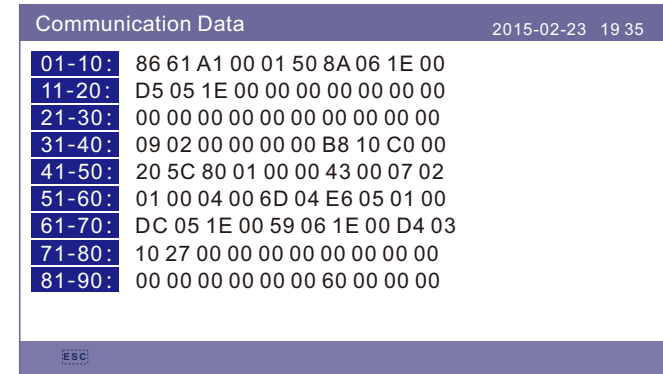 Communication Data 2015-02-23 19 35
01-10: 86 61 A1 00 01 50 8A 06 1E 00
11-20: D5 05 1E 00 00 00 00 00 00 00
21-30: 00 00 00 00 00 00 00 00 00 00
31-40: 09 02 00 00 00 00 B8 10 C0 00
41-50: 20 5C 80 01 00 00 43 00 07 02
51-60: 01 00 04 00 6D 04 E6 05 01 00
61-70: DC 05 1E 00 59 06 1E 00 D4 03
71-80: 10 27 00 00 00 00 00 00 00 00
81-90: 00 00 00 00 00 00 60 00 00 00
ESC